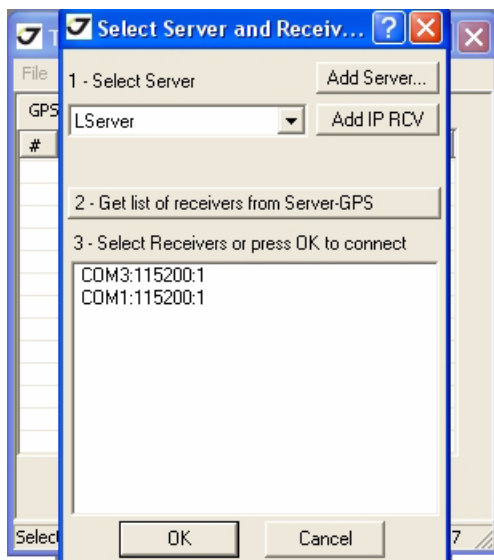 Select Server and Receiv...
File
1 - Select Server
Add Server...
GPS
LServer
Add IP RCV
#
2 - Get list of receivers from Server-GPS
3 - Select Receivers or press OK to connect
COM3:115200:1
COM1:115200:1
Selec
OK
Cancel
7